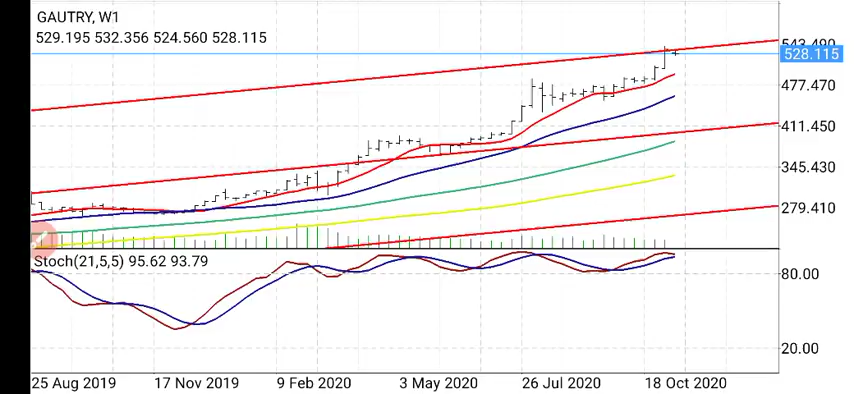 GAUTRY, W1
529.195 532.356 524.560 528.115
543.490
528.115
477.470
411.450
345.430
279.410
Stoch(21,5,5) 95.62 93.79
80.00
20.00
25 Aug 2019 17 Nov 2019 9 Feb 2020 3 May 2020 26 Jul 2020 18 Oct 2020